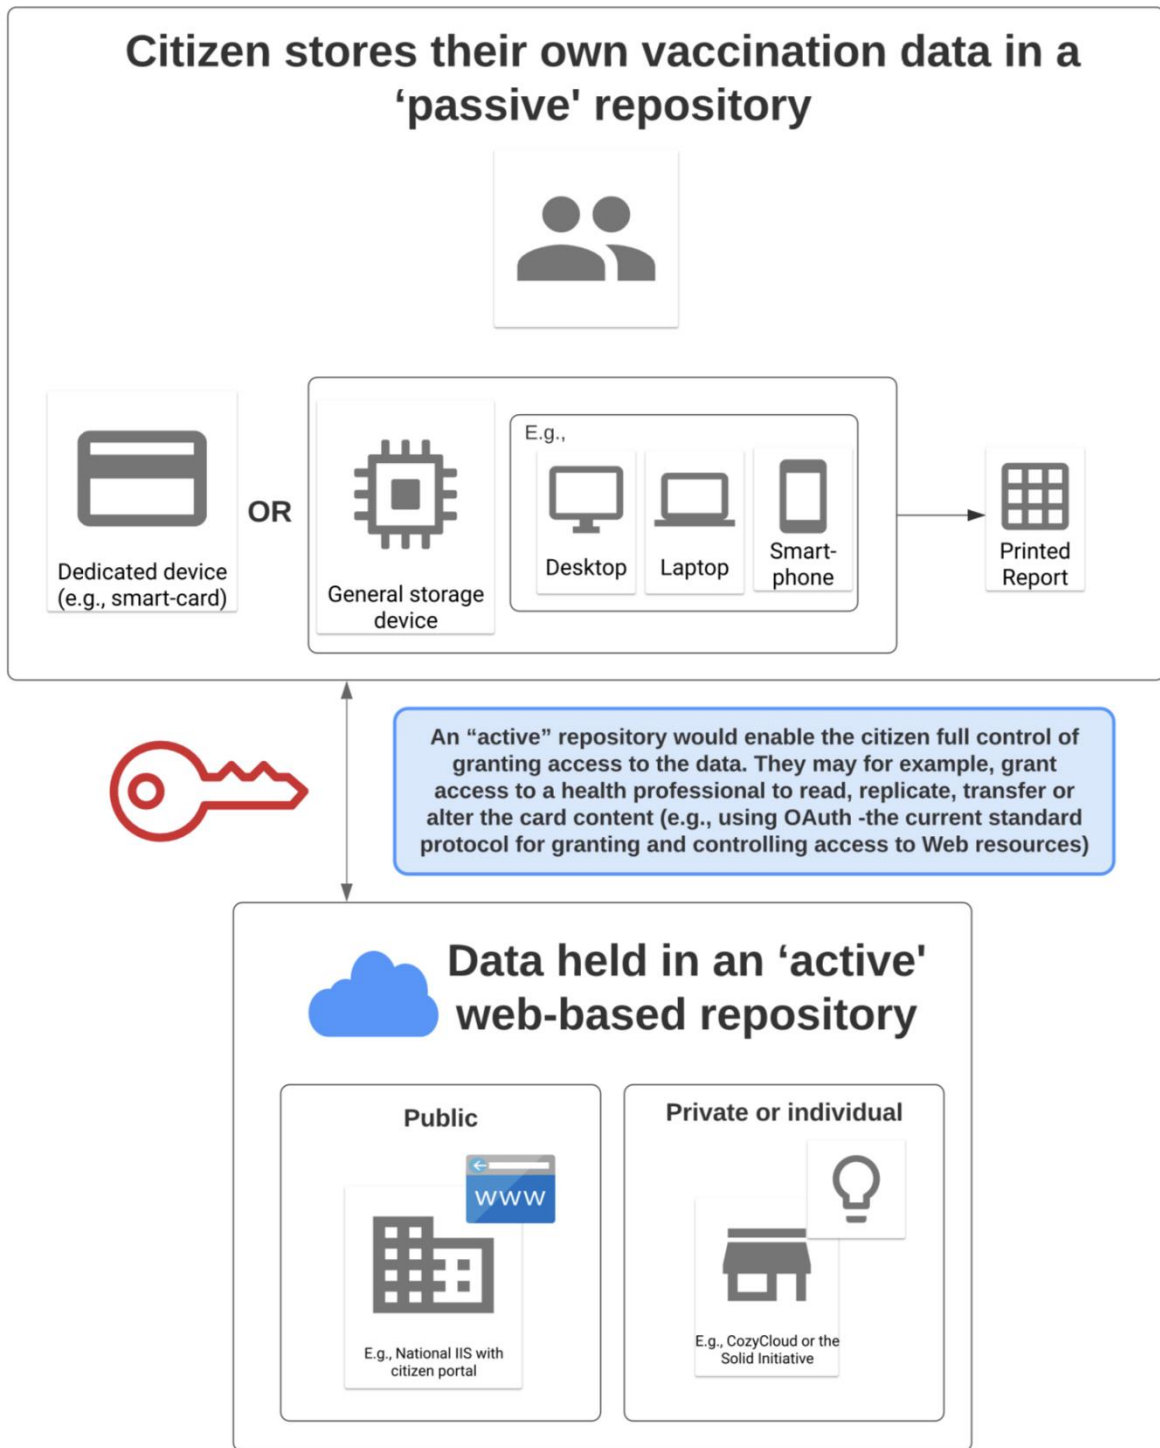 Citizen stores their own vaccination data in a
‘passive' repository
E.g.,
OR
Dedicated device
(e.g., smart-card)
General storage
device
Desktop
Laptop
Smart-
phone
Printed
Report
An “active” repository would enable the citizen full control of
granting access to the data. They may for example, grant
access to a health professional to read, replicate, transfer or
alter the card content (e.g., using OAuth -the current standard
protocol for granting and controlling access to Web resources)
Data held in an ‘active'
web-based repository
Public
www
E.g., National IIS with
citizen portal
Private or individual
E.g., CozyCloud or the
Solid Initiative